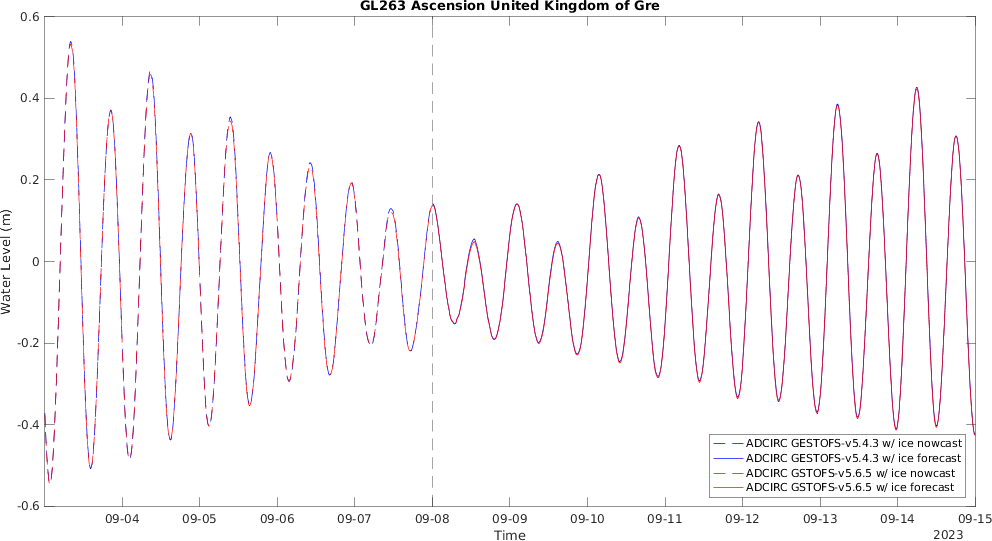 GL263 Ascension United Kingdom of Gre
0.6
0.4
0.2
0
-0.2
-0.4
-0.6
Water Level (m)
ADCIRC GESTOFS-v5.4.3 w/ ice nowcast
ADCIRC GESTOFS-v5.4.3 w/ ice forecast
ADCIRC GSTOFS-v5.6.5 w/ ice nowcast
ADCIRC GSTOFS-v5.6.5 w/ ice forecast
09-04 09-05 09-06 09-07 09-08 09-09 09-10 09-11 09-12 09-13 09-14 09-15
Time
2023